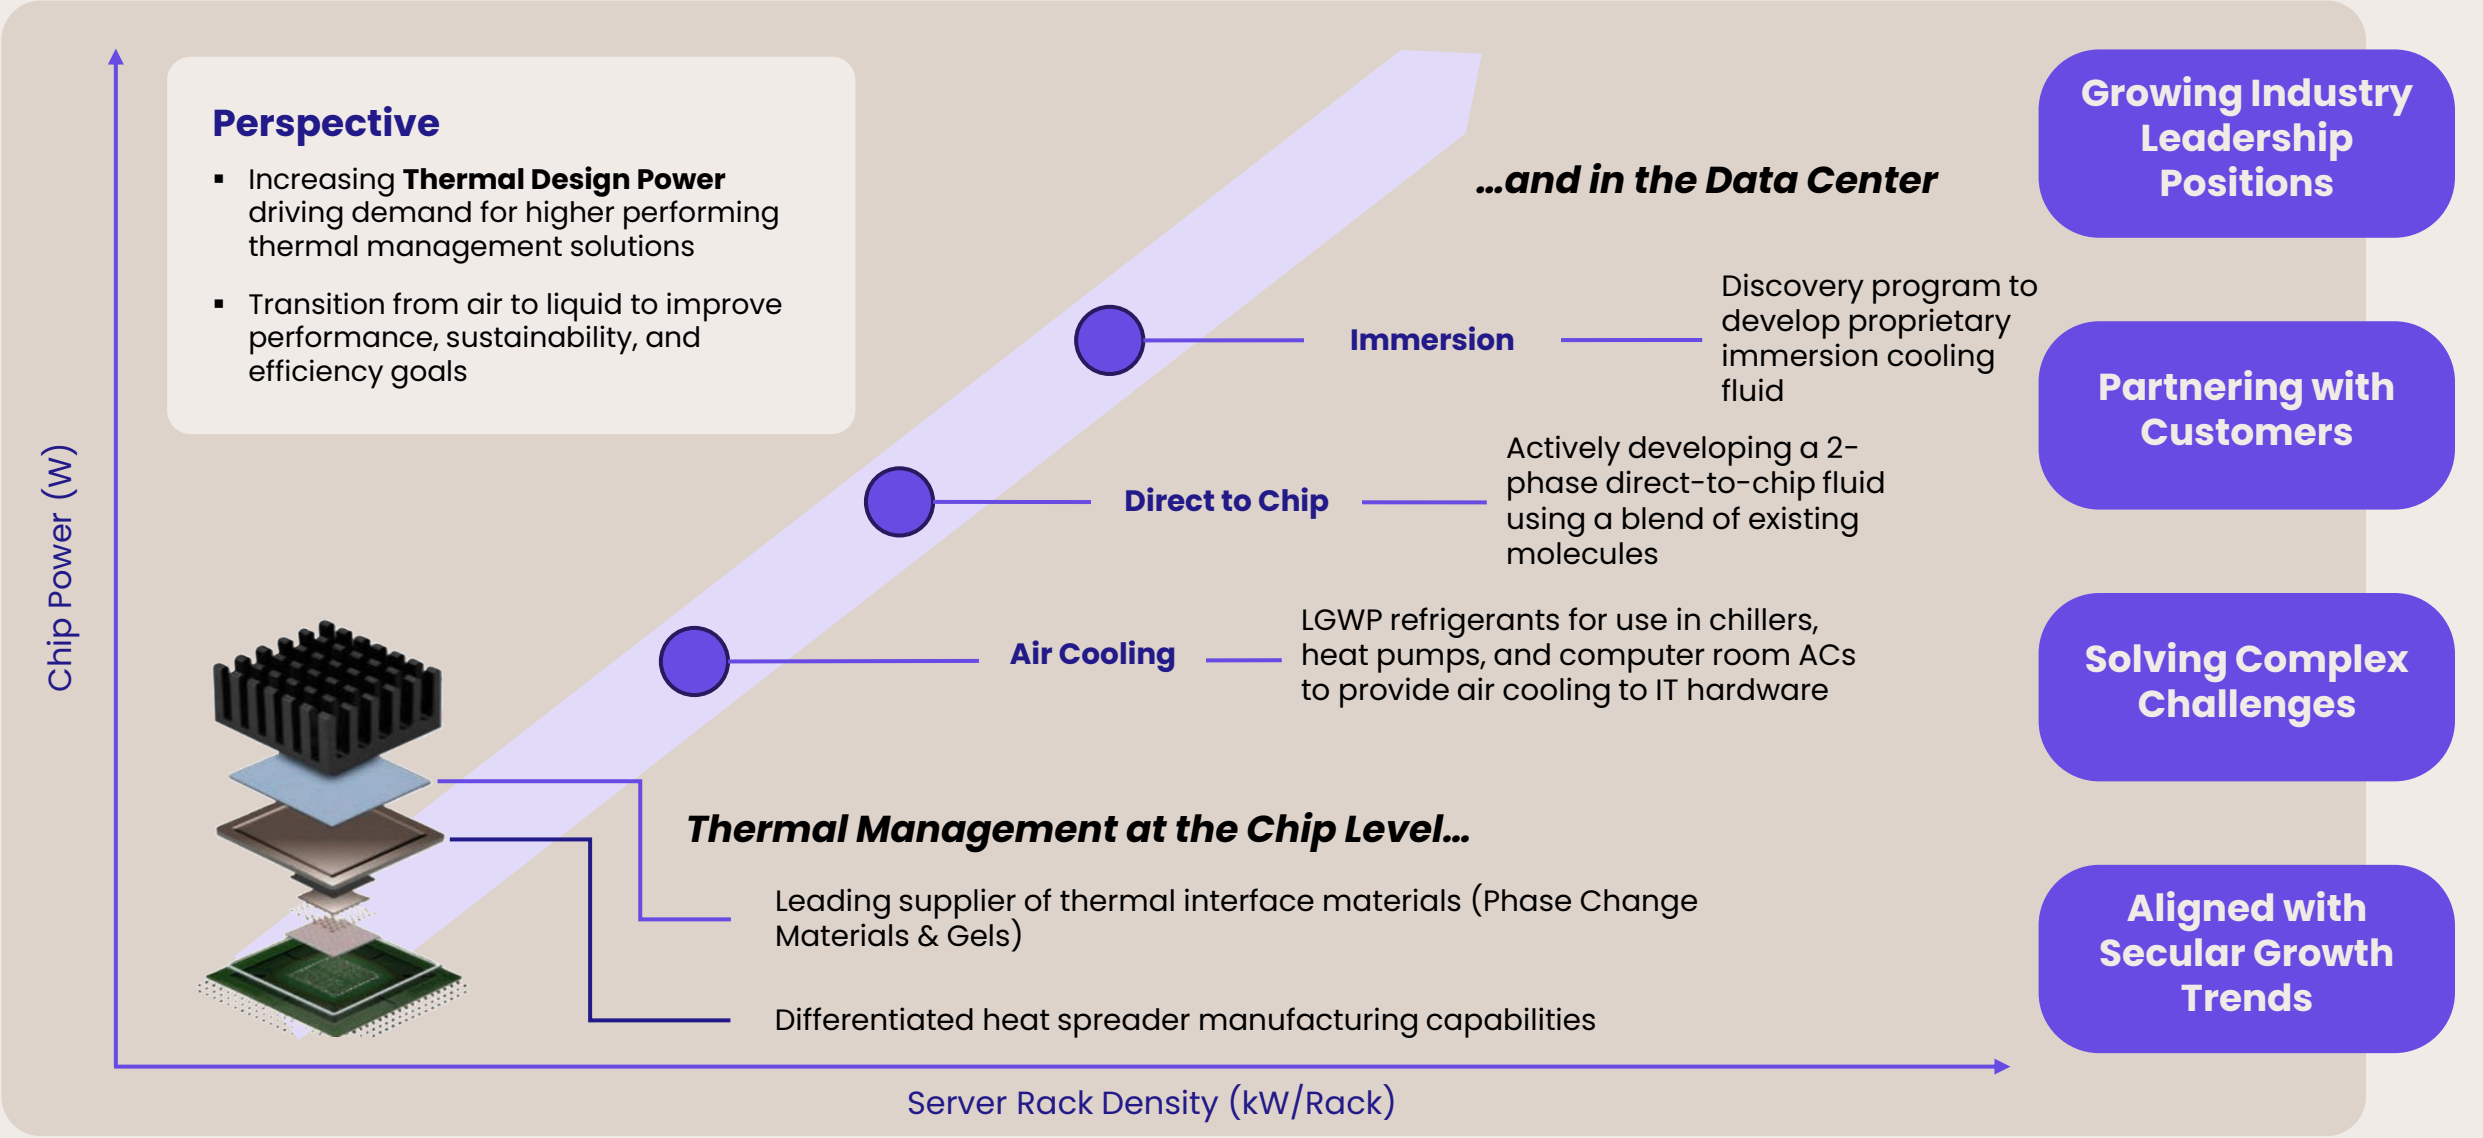 Perspective
▪ Increasing Thermal Design Power
driving demand for higher performing
thermal management solutions
▪ Transition from air to liquid to improve
performance, sustainability, and
efficiency goals
Chip Power (W)
…and in the Data Center
Immersion
Discovery program to
develop proprietary
immersion cooling
fluid
Direct to Chip
Actively developing a 2-
phase direct-to-chip fluid
using a blend of existing
molecules
Air Cooling
LGWP refrigerants for use in chillers,
heat pumps, and computer room ACs
to provide air cooling to IT hardware
Thermal Management at the Chip Level…
Leading supplier of thermal interface materials (Phase Change
Materials & Gels)
Differentiated heat spreader manufacturing capabilities
Server Rack Density (kW/Rack)
Growing Industry
Leadership
Positions
Partnering with
Customers
Solving Complex
Challenges
Aligned with
Secular Growth
Trends